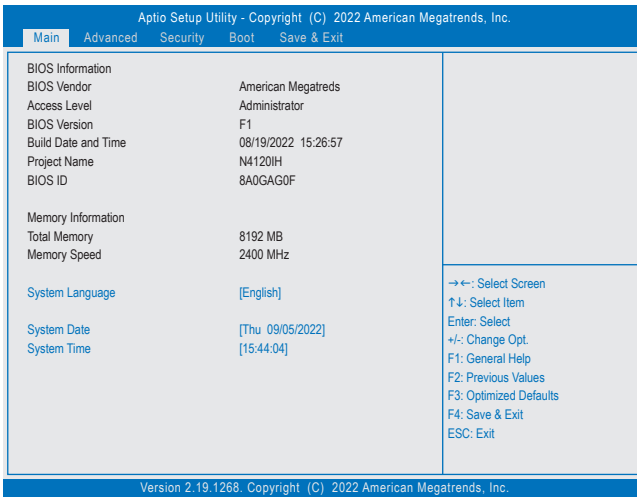 Aptio Setup Utility - Copyright (C) 2022 American Megatrends, Inc.
Main Advanced Security Boot Save & Exit
BIOS Information
BIOS Vendor American Megatreds
Access Level Administrator
BIOS Version F1
Build Date and Time 08/19/2022 15:26:57
Project Name N4120IH
BIOS ID 8A0GAG0F
Memory Information
Total Memory 8192 MB
Memory Speed 2400 MHz
System Language [English]
System Date [Thu 09/05/2022]
System Time [15:44:04]
→←: Select Screen
↑↓: Select Item
Enter: Select
+/-: Change Opt.
F1: General Help
F2: Previous Values
F3: Optimized Defaults
F4: Save & Exit
ESC: Exit
Version 2.19.1268. Copyright (C) 2022 American Megatrends, Inc.